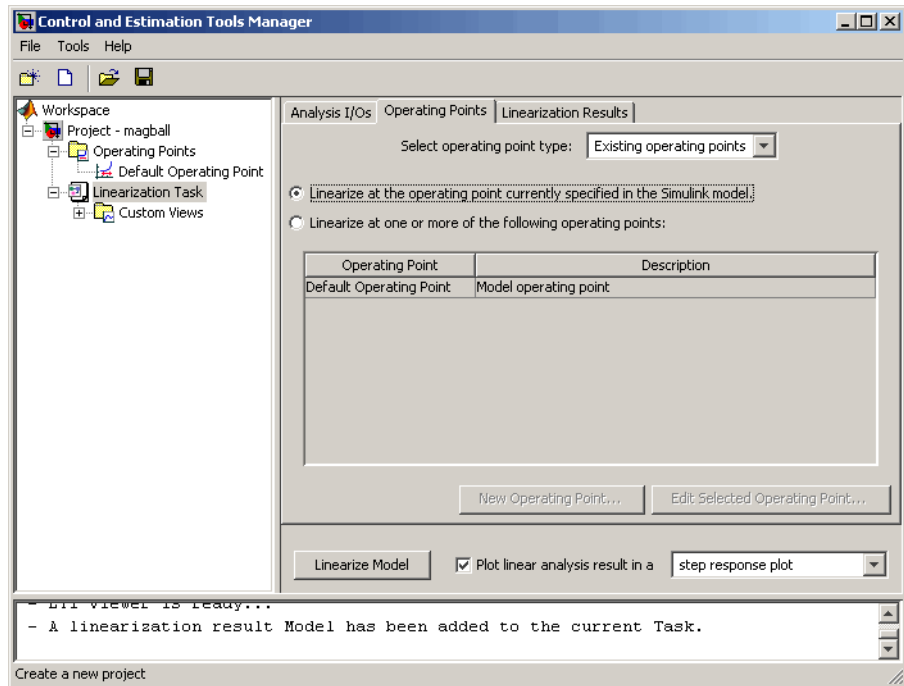 Control and Estimation Tools Manager
File Tools Help
Workspace
Project - magball
Operating Points
Default Operating Point
Linearization Task
Custom Views
Analysis I/Os Operating Points Linearization Results
Select operating point type: Existing operating points
Linearize at the operating point currently specified in the Simulink model.
Linearize at one or more of the following operating points:
Operating Point Description
Default Operating Point Model operating point
New Operating Point... Edit Selected Operating Point...
Linearize Model Plot linear analysis result in a step response plot
- LTI Viewer is ready...
- A linearization result Model has been added to the current Task.
Create a new project